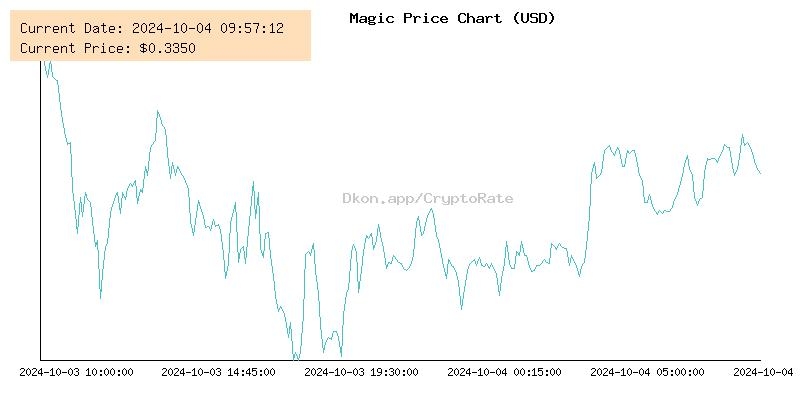 Magic Price Chart (USD)
Current Date: 2024-10-04 09:57:12
Current Price: $0.3350
Dkon.app/CryptoRate
2024-10-03 10:00:00 2024-10-03 14:45:00 2024-10-03 19:30:00 2024-10-04 00:15:00 2024-10-04 05:00:00 2024-10-04